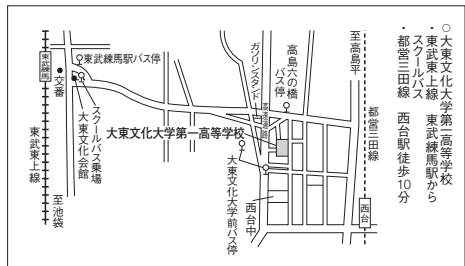 ○大東文化大学第一高等学校
・東武東上線　東武練馬駅から
スクールバス
・都営三田線　西台駅徒歩10分
至高島平
都営三田線
西台
高島六の橋
バス停
ガソリンスタンド
高速道路
東武練馬駅バス停
東武練馬
交番
スクールバス乗場
大東文化会館
東武東上線
至池袋
大東文化大学第一高等学校
大東文化大学前バス停
西台中